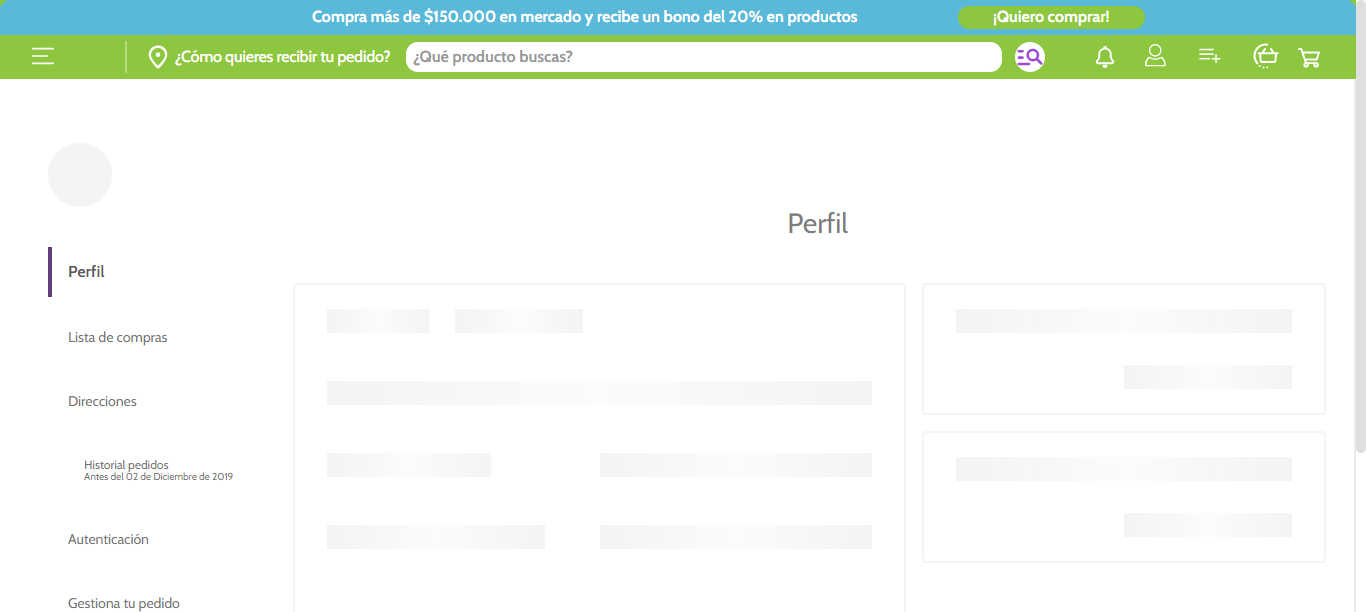 Compra más de $150.000 en mercado y recibe un bono del 20% en productos
¡Quiero comprar!
¿Cómo quieres recibir tu pedido?
¿Qué producto buscas?
Perfil
Perfil
Lista de compras
Direcciones
Historial pedidos
Antes del 02 de Diciembre de 2019
Autenticación
Gestiona tu pedido